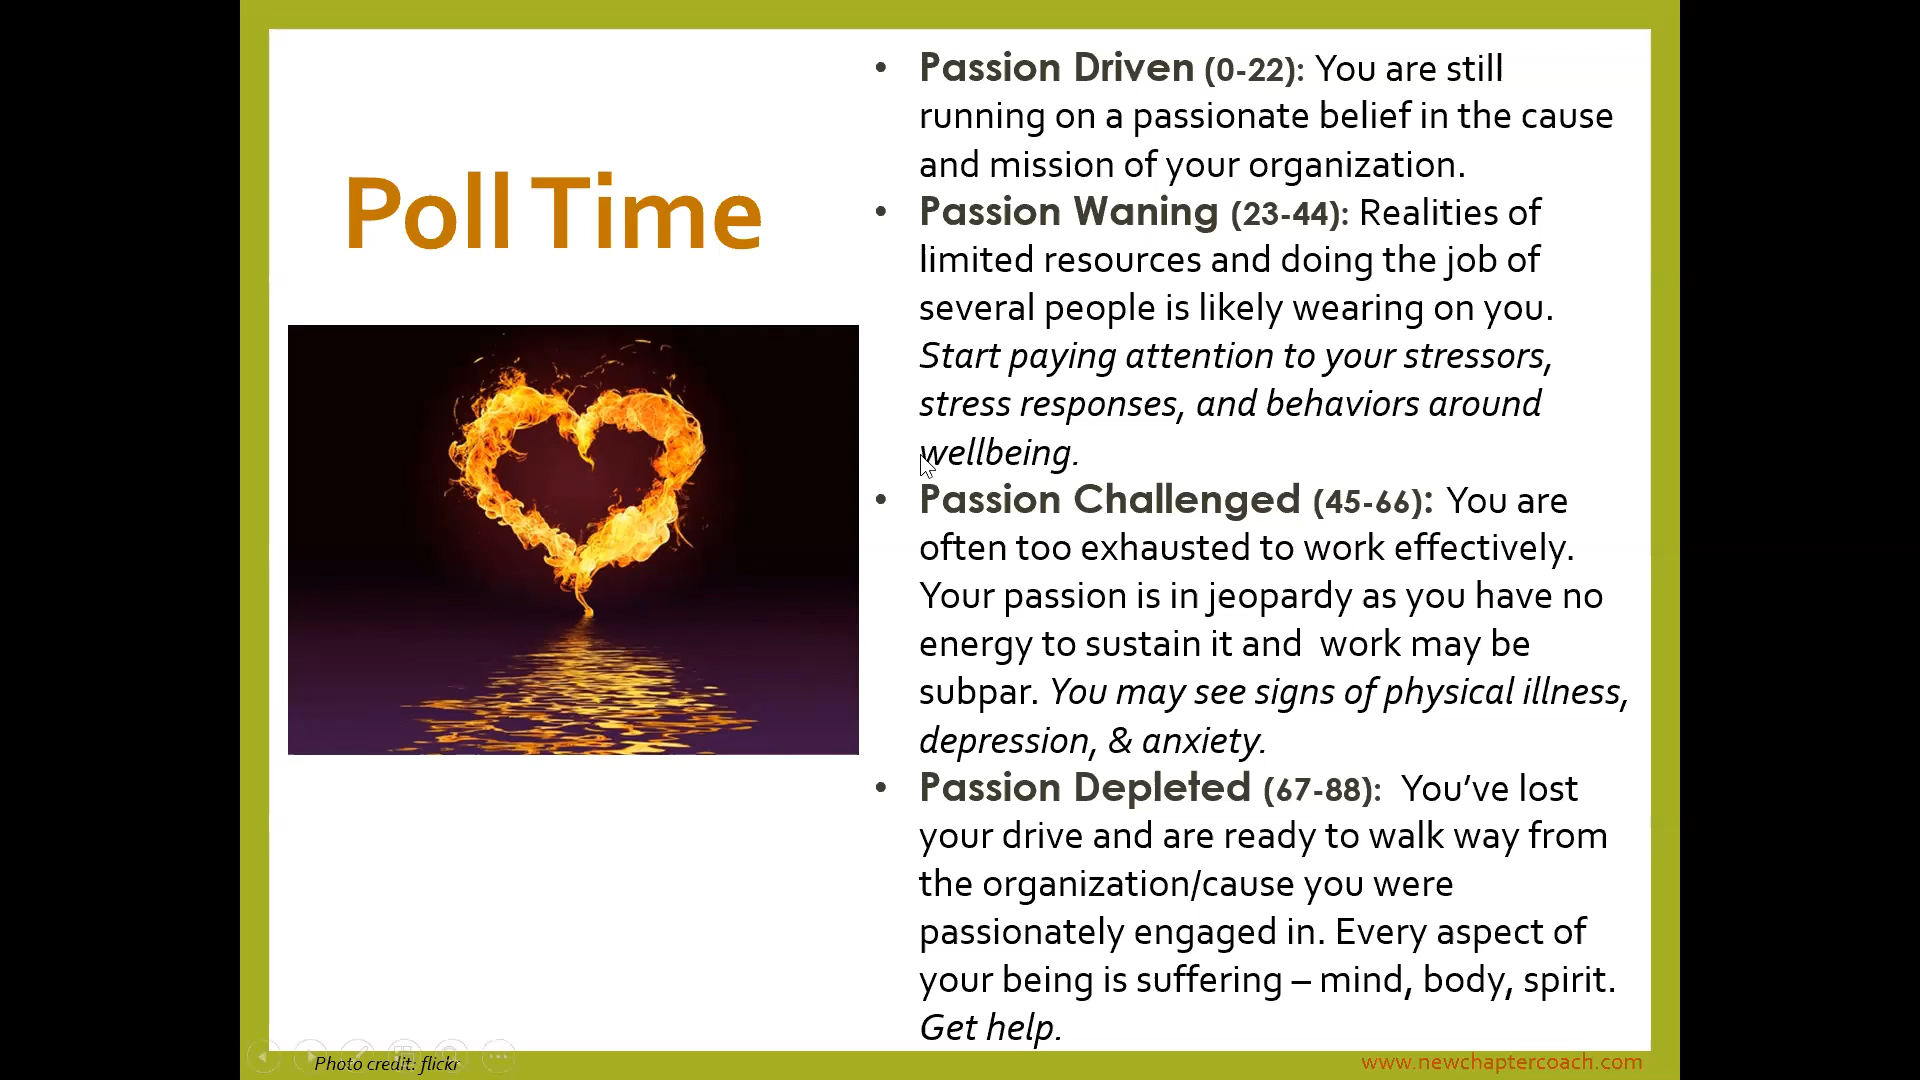 Poll Time
• Passion Driven (0-22): You are still
running on a passionate belief in the cause
and mission of your organization.
• Passion Waning (23-44): Realities of
limited resources and doing the job of
several people is likely wearing on you.
Start paying attention to your stressors,
stress responses, and behaviors around
wellbeing.
• Passion Challenged (45-66): You are
often too exhausted to work effectively.
Your passion is in jeopardy as you have no
energy to sustain it and  work may be
subpar. You may see signs of physical illness,
depression, & anxiety.
• Passion Depleted (67-88):  You’ve lost
your drive and are ready to walk way from
the organization/cause you were
passionately engaged in. Every aspect of
your being is suffering – mind, body, spirit.
Get help.
Photo credit: flickr
www.newchaptercoach.com